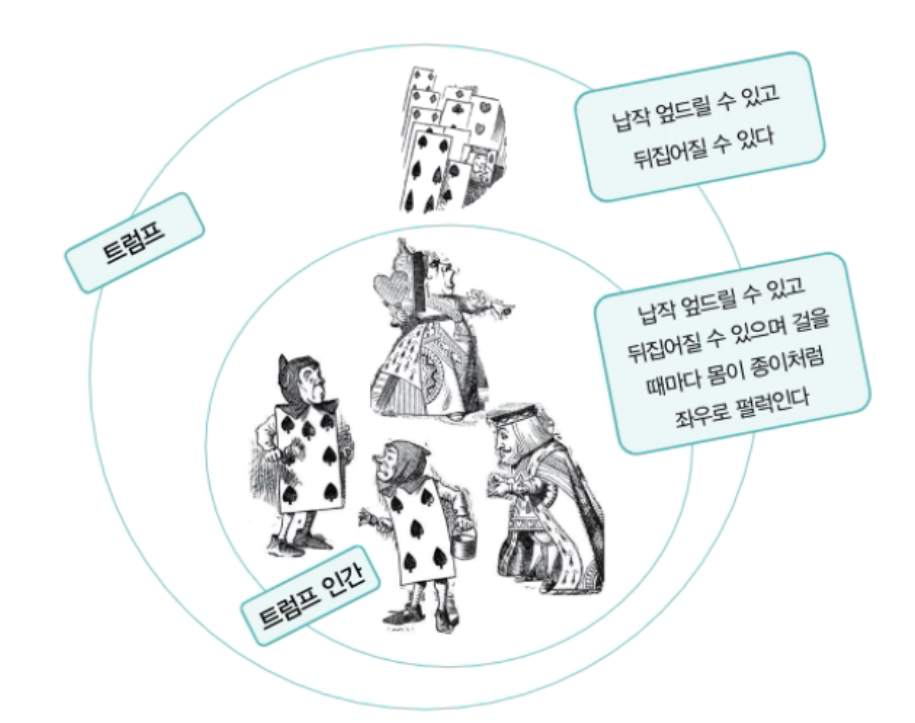 납작 엎드릴 수 있고
뒤집어질 수 있다
트럼프
납작 엎드릴 수 있고
뒤집어질 수 있으며 걸을
때마다 몸이 종이처럼
좌우로 펄럭인다
트럼프 인간